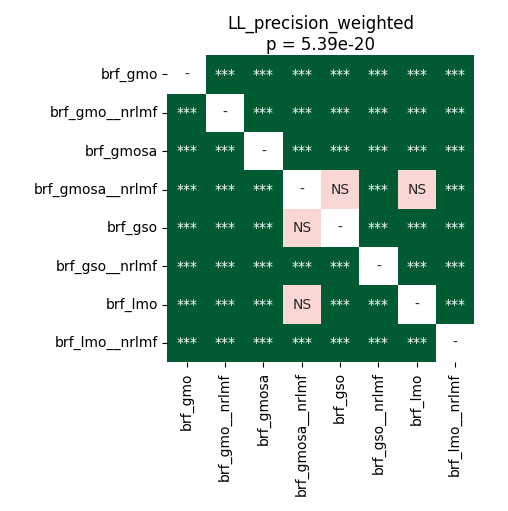 LL_precision_weighted
p = 5.39e-20
brf_gmo - *** *** *** *** *** *** ***
brf_gmo__nrlmf *** - *** *** *** *** *** ***
brf_gmosa *** *** - *** *** *** *** ***
brf_gmosa__nrlmf *** *** *** - NS *** NS ***
brf_gso *** *** *** NS - *** *** ***
brf_gso__nrlmf *** *** *** *** *** - *** ***
brf_lmo *** *** *** NS *** *** - ***
brf_lmo__nrlmf *** *** *** *** *** *** *** -
brf_gmo
brf_gmo__nrlmf
brf_gmosa
brf_gmosa__nrlmf
brf_gso
brf_gso__nrlmf
brf_lmo
brf_lmo__nrlmf